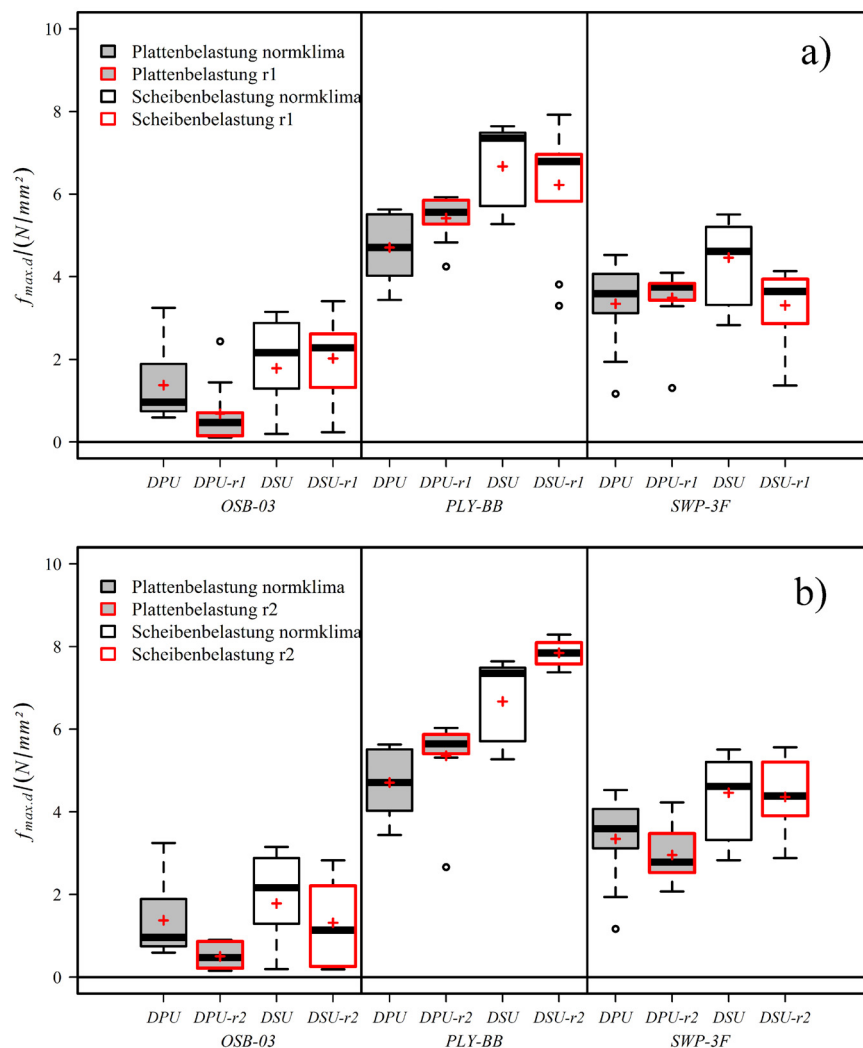 a)
Plattenbelastung normklima
Plattenbelastung r1
Scheibenbelastung normklima
Scheibenbelastung r1
10
8
6
4
2
0
f_max.d/(N/mm²)
DPU DPU-r1 DSU DSU-r1 DPU DPU-r1 DSU DSU-r1 DPU DPU-r1 DSU DSU-r1
OSB-03 PLY-BB SWP-3F
b)
Plattenbelastung normklima
Plattenbelastung r2
Scheibenbelastung normklima
Scheibenbelastung r2
10
8
6
4
2
0
f_max.d/(N/mm²)
DPU DPU-r2 DSU DSU-r2 DPU DPU-r2 DSU DSU-r2 DPU DPU-r2 DSU DSU-r2
OSB-03 PLY-BB SWP-3F